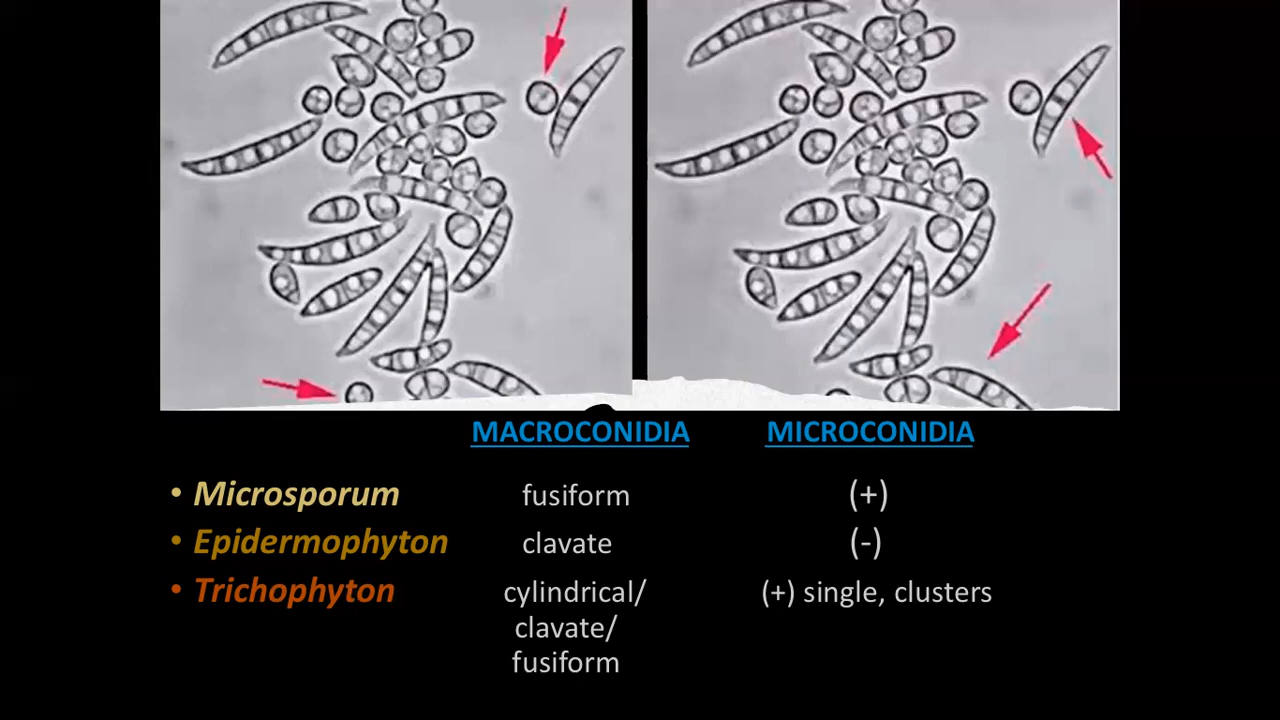 MACROCONIDIA MICROCONIDIA
• Microsporum fusiform (+)
• Epidermophyton clavate (-)
• Trichophyton cylindrical/ (+) single, clusters
clavate/
fusiform